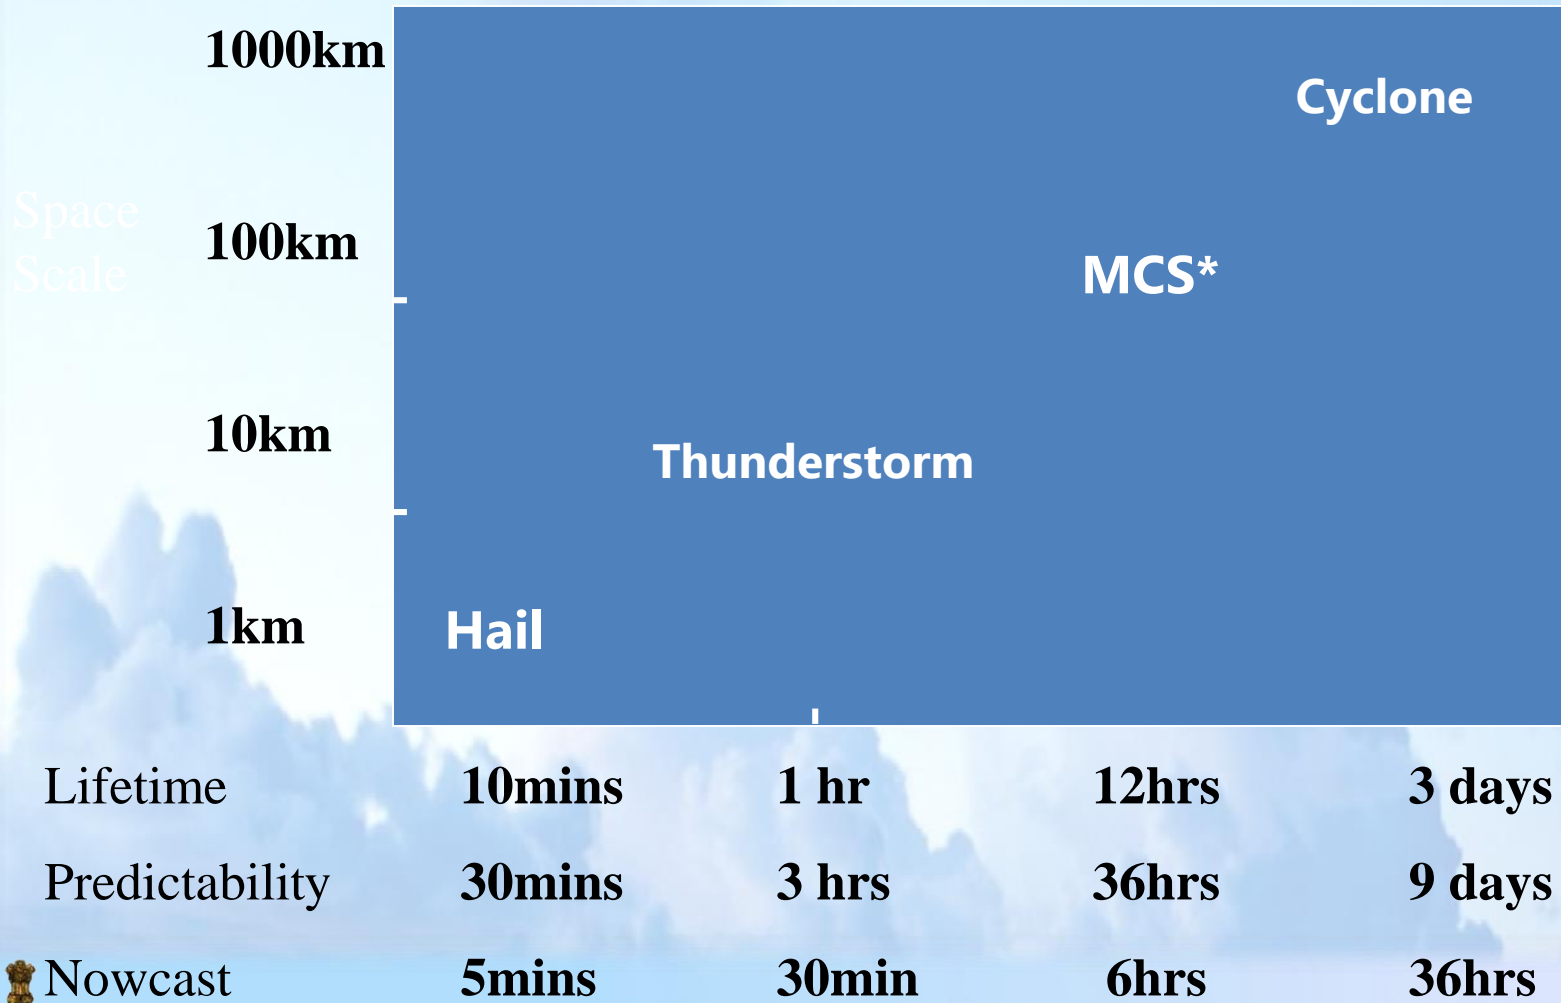 1000km
Cyclone
Space
Scale
100km
MCS*
10km
Thunderstorm
1km
Hail
Lifetime 10mins 1 hr 12hrs 3 days
Predictability 30mins 3 hrs 36hrs 9 days
Nowcast 5mins 30min 6hrs 36hrs